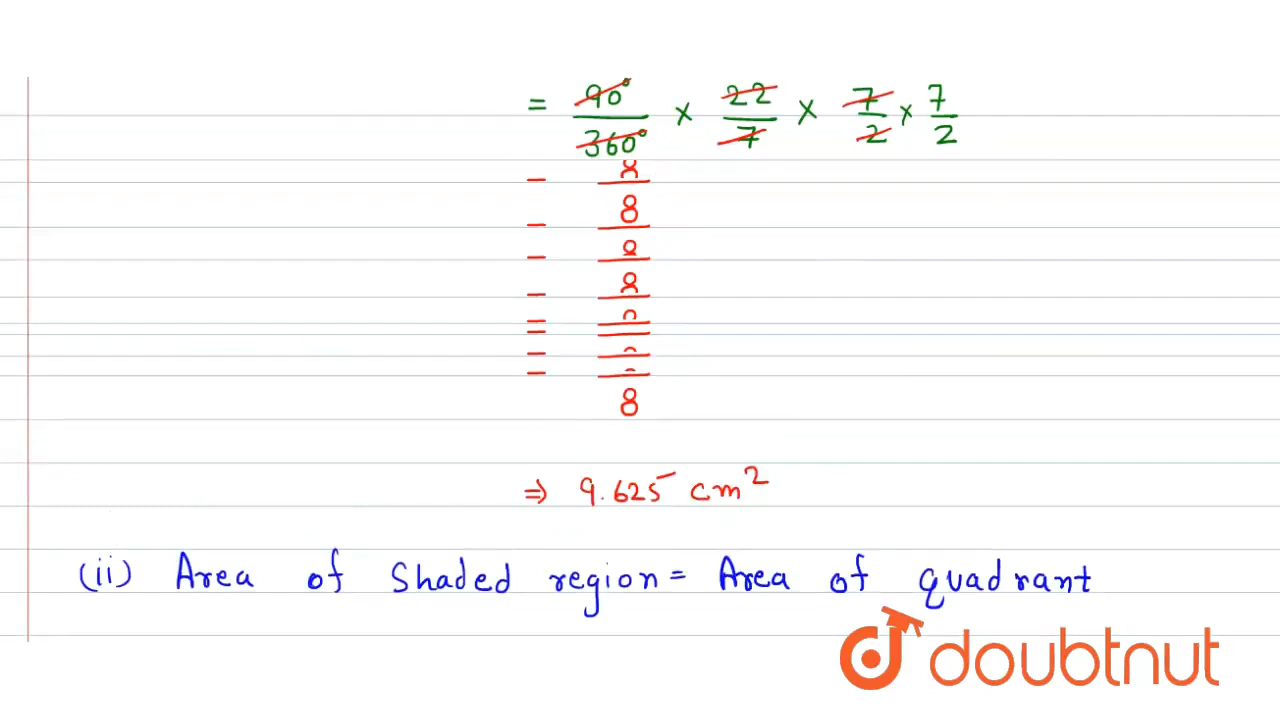 = 90°/360° × 22/7 × 7/2 × 7/2
8
8
⇒ 9.625 cm²
(ii) Area of Shaded region = Area of quadrant
doubtnut